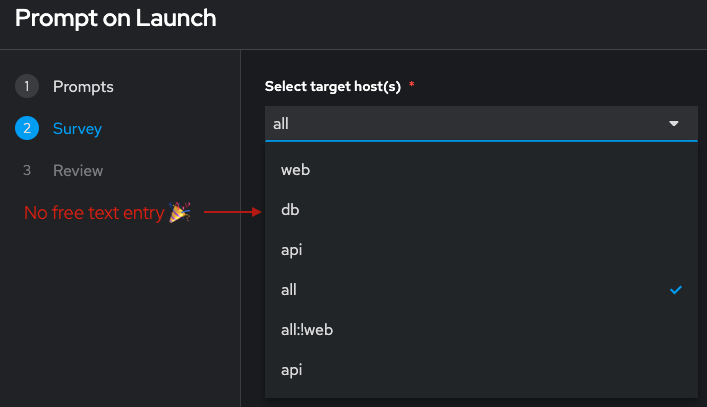 Prompt on Launch
1 Prompts
2 Survey
3 Review
No free text entry 🎉
Select target host(s) *
all
web
db
api
all
all:!web
api